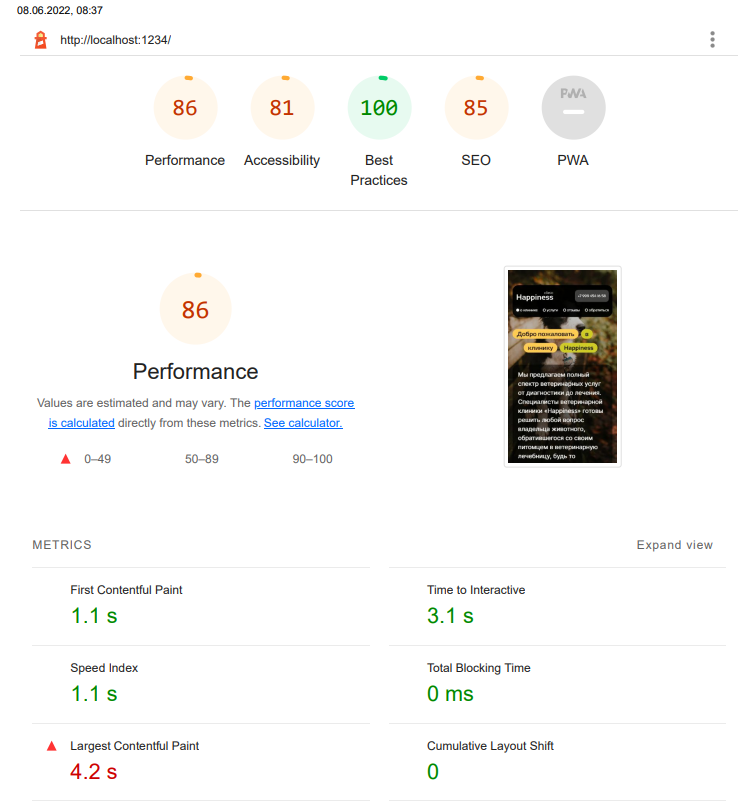 08.06.2022, 08:37
http://localhost:1234/
86
81
100
85
PWA
Performance
Accessibility
Best
Practices
SEO
PWA
86
Performance
Values are estimated and may vary. The performance score
is calculated directly from these metrics. See calculator.
0–49
50–89
90–100
Happiness
Добро пожаловать в
клинику Happiness
Мы предлагаем полный
спектр ветеринарных услуг
от диагностики до лечения.
Специалисты ветеринарной
клиники «Happiness» готовы
решить любой вопрос
владельца животного,
обратившегося со своим
питомцем в ветеринарную
лечебницу, будь то
METRICS
Expand view
First Contentful Paint
1.1 s
Time to Interactive
3.1 s
Speed Index
1.1 s
Total Blocking Time
0 ms
Largest Contentful Paint
4.2 s
Cumulative Layout Shift
0